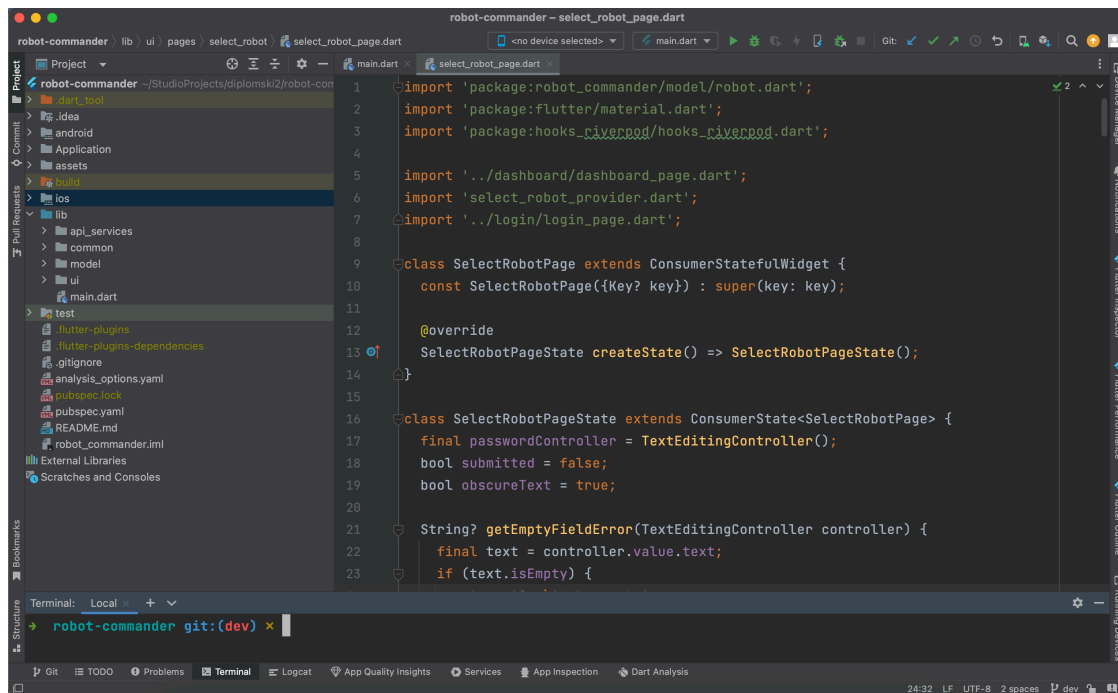 robot-commander – select_robot_page.dart
robot-commander lib ui pages select_robot select_robot_page.dart <no device selected> main.dart Git:
Project main.dart select_robot_page.dart
robot-commander ~/StudioProjects/diplomski2/robot-com
.dart_tool
.idea
android
Application
assets
build
ios
lib
api_services
common
model
ui
main.dart
test
.flutter-plugins
.flutter-plugins-dependencies
.gitignore
analysis_options.yaml
pubspec.lock
pubspec.yaml
README.md
robot_commander.iml
External Libraries
Scratches and Consoles
Project
Commit
Pull Requests
Bookmarks
Structure
1 import 'package:robot_commander/model/robot.dart'; 2
2 import 'package:flutter/material.dart';
3 import 'package:hooks_riverpod/hooks_riverpod.dart';
4
5 import '../dashboard/dashboard_page.dart';
6 import 'select_robot_provider.dart';
7 import '../login/login_page.dart';
8
9 class SelectRobotPage extends ConsumerStatefulWidget {
10 const SelectRobotPage({Key? key}) : super(key: key);
11
12 @override
13 SelectRobotPageState createState() => SelectRobotPageState();
14 }
15
16 class SelectRobotPageState extends ConsumerState<SelectRobotPage> {
17 final passwordController = TextEditingController();
18 bool submitted = false;
19 bool obscureText = true;
20
21 String? getEmptyFieldError(TextEditingController controller) {
22 final text = controller.value.text;
23 if (text.isEmpty) {
Terminal: Local
robot-commander git:(dev) ×
Git TODO Problems Terminal Logcat App Quality Insights Services App Inspection Dart Analysis
24:32 LF UTF-8 2 spaces dev